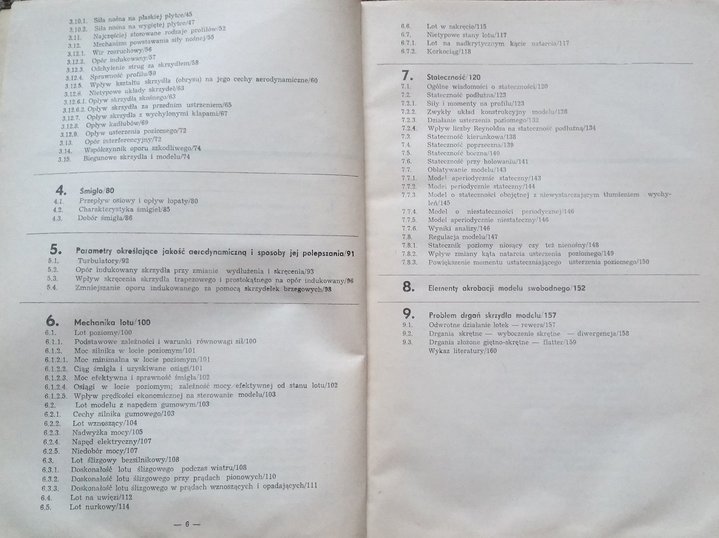 3.10.1. Siła nośna na płaskiej płytce/45
3.10.2. Siła nośna na wygiętej płytce/47
3.11. Najczęściej stosowane rodzaje profilów/52
3.12. Mechanizm powstawania siły nośnej/55
3.12.1. Wir rozruchowy/56
3.12.2. Opór indukowany/57
3.12.3. Odchylenie strug za skrzydłem/58
3.12.4. Sprawność profilu/59
3.12.5. Wpływ kształtu skrzydła (obrysu) na jego cechy aerodynamiczne/60
3.12.6. Nietypowe układy skrzydeł/63
3.12.6.1. Opływ skrzydła skośnego/63
3.12.6.2. Opływ skrzydła za przednim usterzeniem/65
3.12.7. Opływ skrzydła z wychylonymi klapami/67
3.12.8. Opływ kadłubów/69
3.12.9. Opływ usterzenia poziomego/72
3.13. Opór interferencyjny/72
3.14. Współczynnik oporu szkodliwego/74
3.15. Biegunowe skrzydła i modelu/74
4. Śmigło/80
4.1. Przepływ osiowy i opływ łopaty/80
4.2. Charakterystyka śmigieł/85
4.3. Dobór śmigła/86
5. Parametry określające jakość aerodynamiczną i sposoby jej polepszania/91
5.1. Turbulatory/92
5.2. Opór indukowany skrzydła przy zmianie wydłużenia i skręcenia/93
5.3. Wpływ skręcenia skrzydła trapezowego i prostokątnego na opór indukowany/96
5.4. Zmniejszanie oporu indukowanego za pomocą skrzydełek brzegowych/98
6. Mechanika lotu/100
6.1. Lot poziomy/100
6.1.1. Podstawowe zależności i warunki równowagi sił/100
6.1.2. Moc silnika w locie poziomym/101
6.1.2.1. Moc minimalna w locie poziomym/101
6.1.2.2. Ciąg śmigła i uzyskiwane osiągi/101
6.1.2.3. Moc efektywna i sprawność śmigła/102
6.1.2.4. Osiągi w locie poziomym; zależność mocy efektywnej od stanu lotu/102
6.1.2.5. Wpływ prędkości ekonomicznej na sterowanie modelu/103
6.2. Lot modelu z napędem gumowym/103
6.2.1. Cechy silnika gumowego/103
6.2.2. Lot wznoszący/104
6.2.3. Nadwyżka mocy/105
6.2.4. Napęd elektryczny/107
6.2.5. Niedobór mocy/107
6.3. Lot ślizgowy bezsilnikowy/108
6.3.1. Doskonałość lotu ślizgowego podczas wiatru/108
6.3.2. Doskonałość lotu ślizgowego przy prądach pionowych/110
6.3.3. Doskonałość lotu ślizgowego w prądach wznoszących i opadających/111
6.4. Lot na uwięzi/112
6.5. Lot nurkowy/114
— 6 —
6.6. Lot w zakręcie/115
6.7. Nietypowe stany lotu/117
6.7.1. Lot na nadkrytycznym kącie natarcia/117
6.7.2. Korkociąg/118
7. Stateczność/120
7.1. Ogólne wiadomości o stateczności/120
7.2. Stateczność podłużna/123
7.2.1. Siły i momenty na profilu/123
7.2.2. Zwykły układ konstrukcyjny modelu/128
7.2.3. Działanie usterzenia poziomego/132
7.2.4. Wpływ liczby Reynoldsa na stateczność podłużną/134
7.3. Stateczność kierunkowa/138
7.4. Stateczność poprzeczna/139
7.5. Stateczność boczna/140
7.6. Stateczność przy holowaniu/141
7.7. Oblatywanie modelu/143
7.7.1. Model aperiodycznie stateczny/143
7.7.2. Model periodycznie stateczny/144
7.7.3. Model o stateczności obojętnej z niewystarczającym tłumieniem wychy-
leń/145
7.7.4. Model o niestateczności periodycznej/146
7.7.5. Model aperiodycznie niestateczny/146
7.7.6. Wyniki analizy/146
7.8. Regulacja modelu/147
7.8.1. Statecznik poziomy niosący czy też nienośny/148
7.8.2. Wpływ zmiany kąta natarcia usterzenia poziomego/149
7.8.3. Powiększenie momentu ustateczniającego usterzenia poziomego/150
8. Elementy akrobacji modelu swobodnego/152
9. Problem drgań skrzydła modelu/157
9.1. Odwrotne działanie lotek — rewers/157
9.2. Drgania skrętne — wyboczenie skrętne — diwergencja/158
9.3. Drgania złożone giętno-skrętne — flatter/159
Wykaz literatury/160